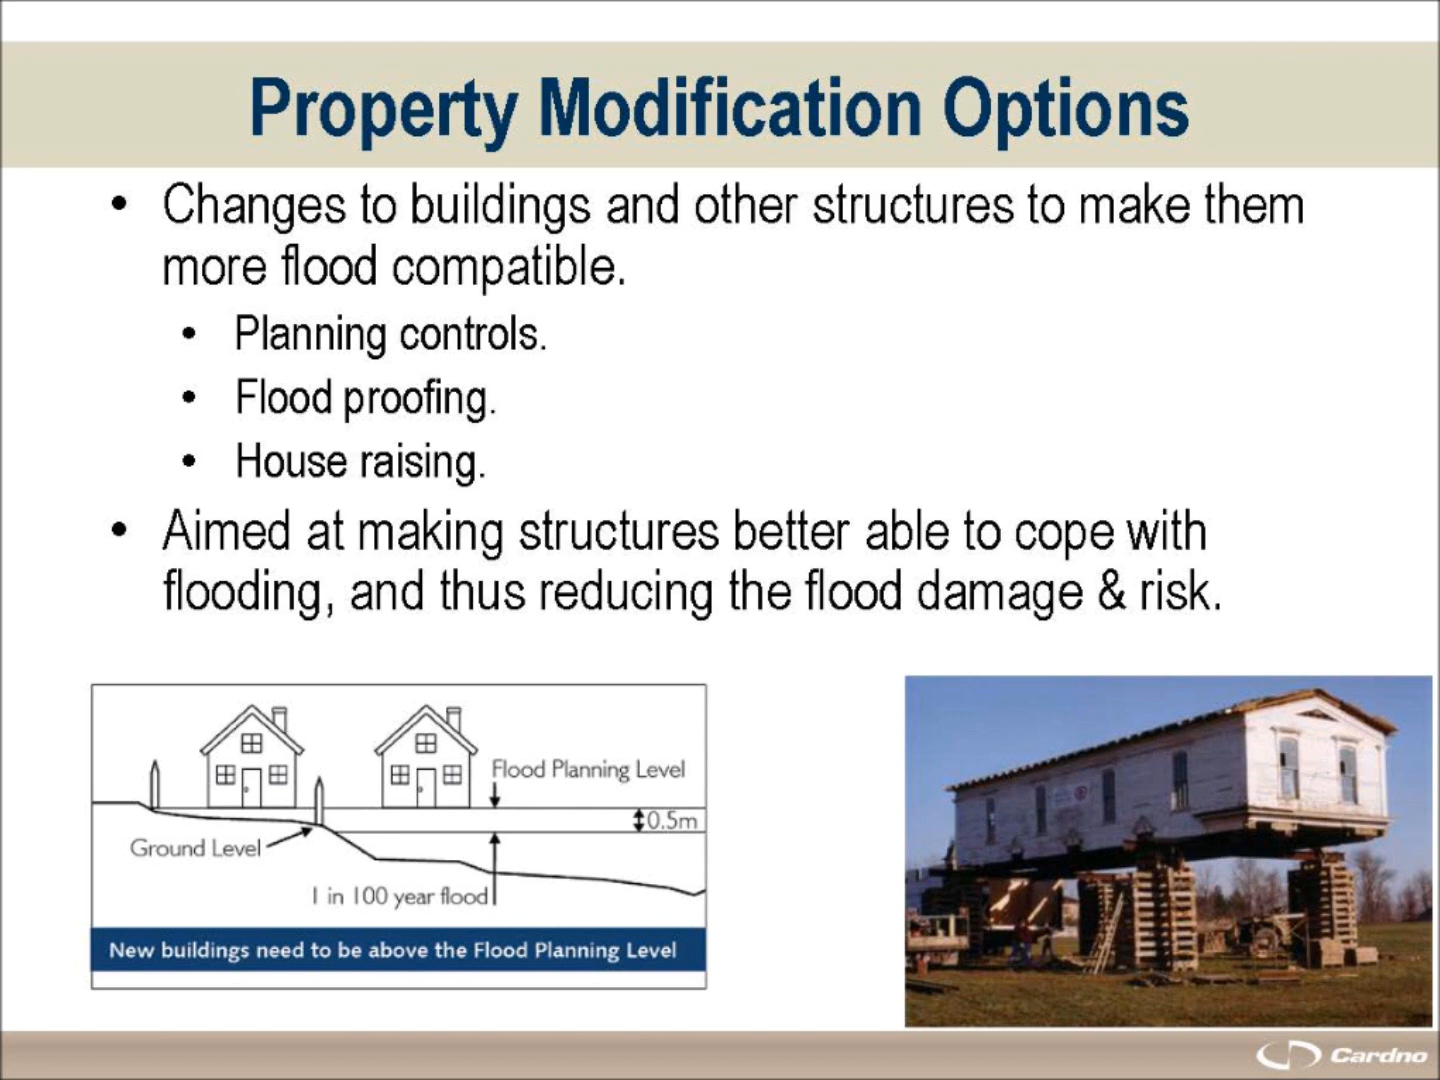 Property Modification Options
• Changes to buildings and other structures to make them
more flood compatible.
• Planning controls.
• Flood proofing.
• House raising.
• Aimed at making structures better able to cope with
flooding, and thus reducing the flood damage & risk.
Flood Planning Level
0.5m
Ground Level
1 in 100 year flood
New buildings need to be above the Flood Planning Level
Cardno